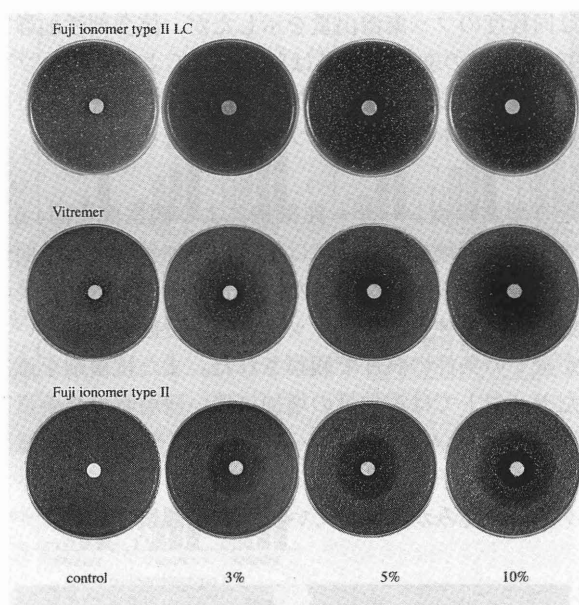 Fuji ionomer type II LC
Vitremer
Fuji ionomer type II
control 3% 5% 10%